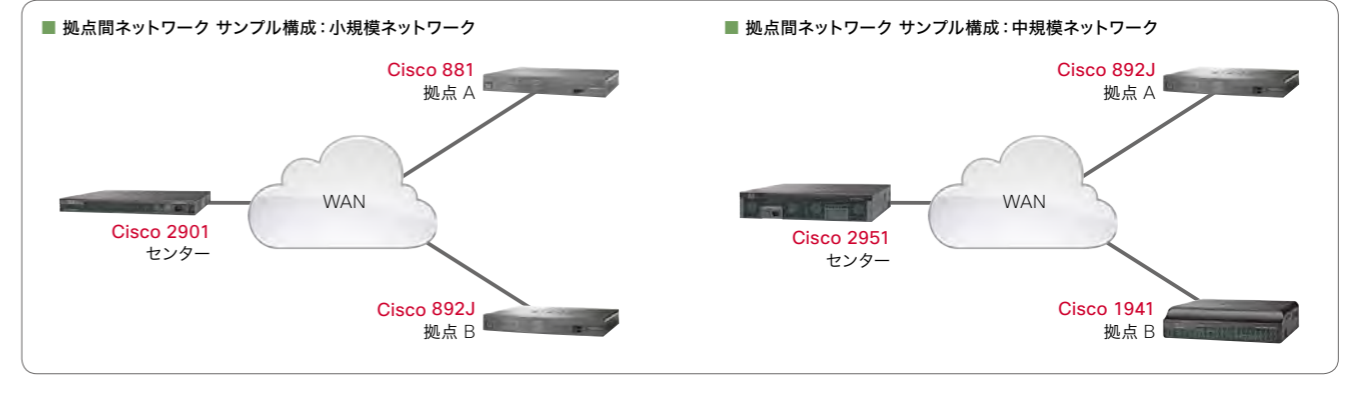 ■ 拠点間ネットワーク サンプル構成：小規模ネットワーク
Cisco 881
拠点 A
WAN
Cisco 2901
センター
Cisco 892J
拠点 B
■ 拠点間ネットワーク サンプル構成：中規模ネットワーク
Cisco 892J
拠点 A
WAN
Cisco 2951
センター
Cisco 1941
拠点 B